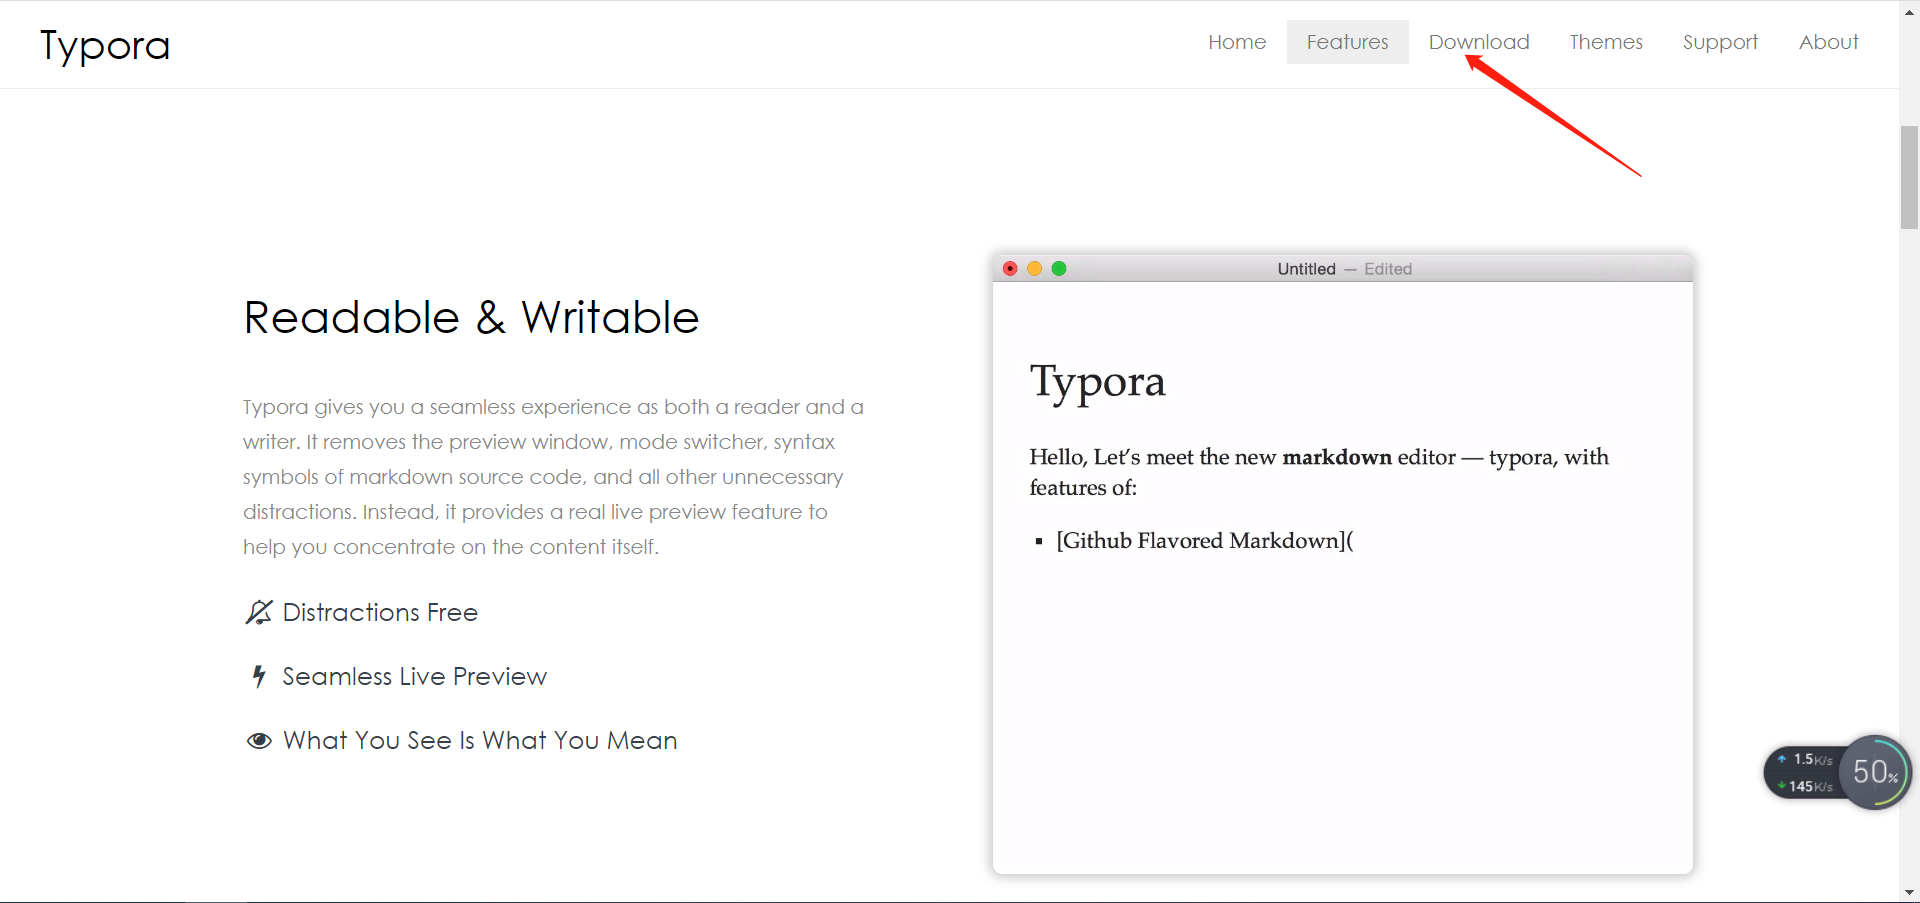 Typora
Home Features Download Themes Support About
Readable & Writable
Typora gives you a seamless experience as both a reader and a
writer. It removes the preview window, mode switcher, syntax
symbols of markdown source code, and all other unnecessary
distractions. Instead, it provides a real live preview feature to
help you concentrate on the content itself.
Distractions Free
Seamless Live Preview
What You See Is What You Mean
Untitled — Edited
Typora
Hello, Let’s meet the new markdown editor — typora, with
features of:
▪ [Github Flavored Markdown](
1.5K/s
145K/s
50%